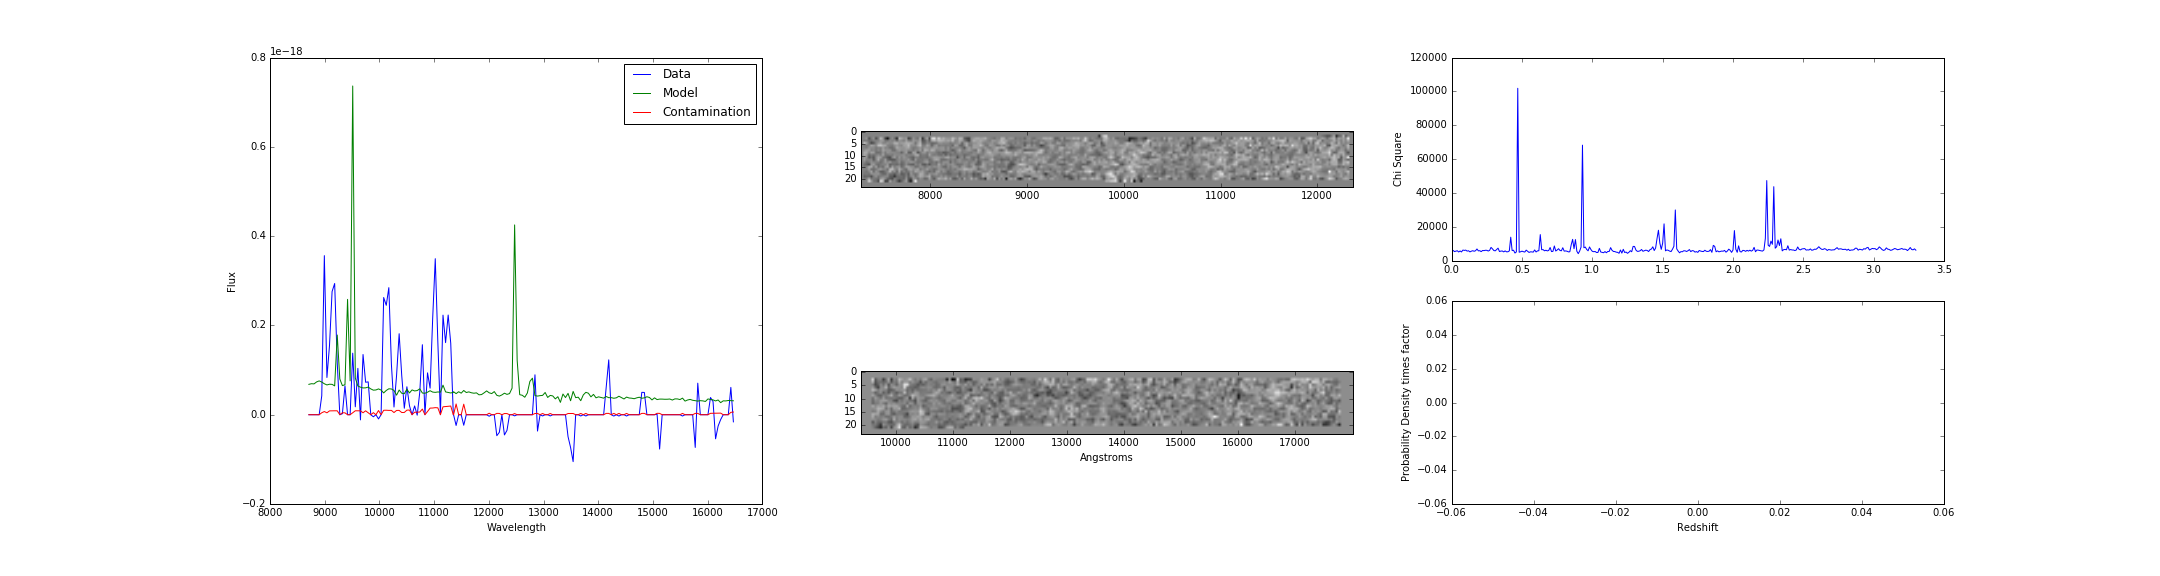 1e−18
0.8
0.6
0.4
0.2
0.0
−0.2
Flux
8000 9000 10000 11000 12000 13000 14000 15000 16000 17000
Wavelength
Data
Model
Contamination
0
5
10
15
20
8000 9000 10000 11000 12000
0
5
10
15
20
10000 11000 12000 13000 14000 15000 16000 17000
Angstroms
120000
100000
80000
60000
40000
20000
0
Chi Square
0.0 0.5 1.0 1.5 2.0 2.5 3.0 3.5
0.06
0.04
0.02
0.00
−0.02
−0.04
−0.06
Probability Density times factor
−0.06 −0.04 −0.02 0.00 0.02 0.04 0.06
Redshift